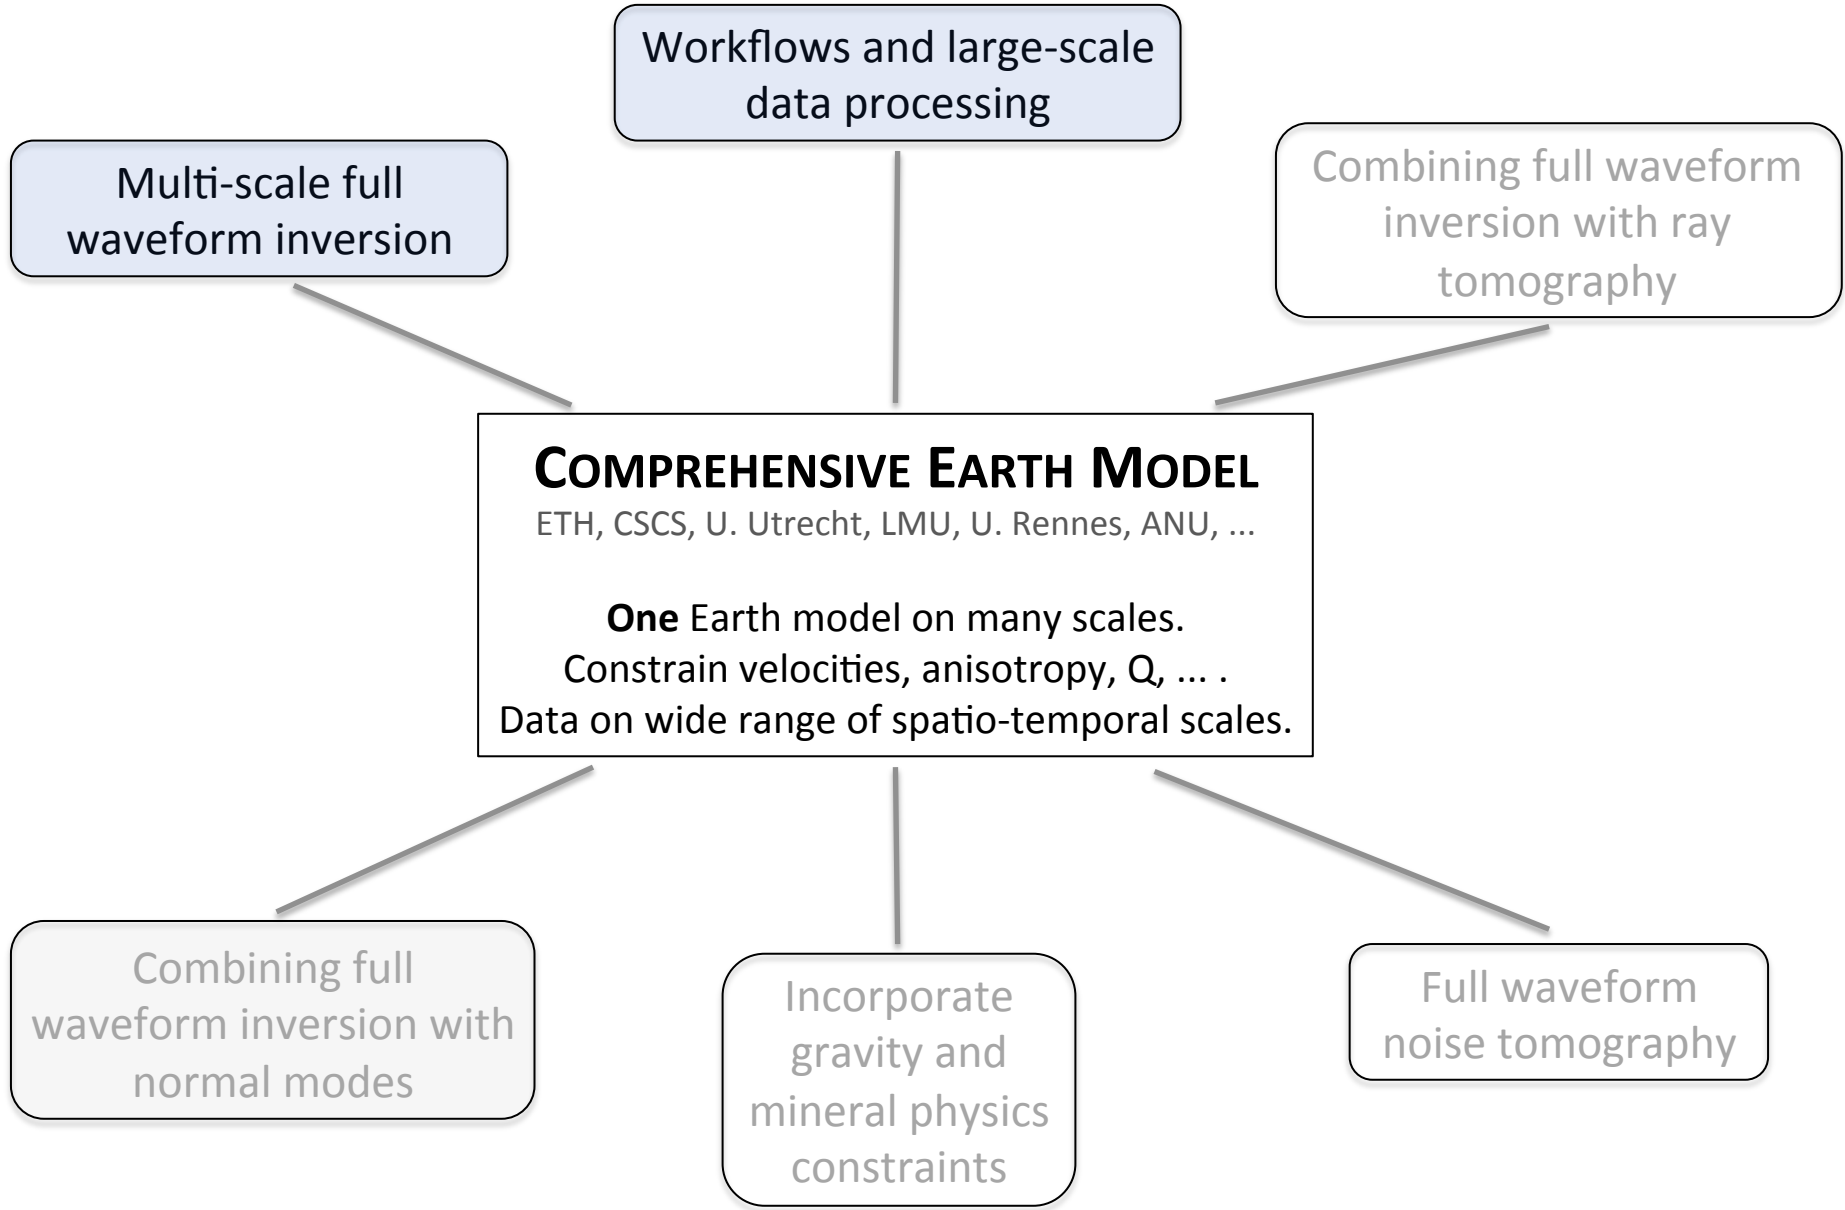 Workflows and large-scale
data processing
Multi-scale full
waveform inversion
Combining full waveform
inversion with ray
tomography
COMPREHENSIVE EARTH MODEL
ETH, CSCS, U. Utrecht, LMU, U. Rennes, ANU, ...
One Earth model on many scales.
Constrain velocities, anisotropy, Q, ... .
Data on wide range of spatio-temporal scales.
Combining full
waveform inversion with
normal modes
Incorporate
gravity and
mineral physics
constraints
Full waveform
noise tomography